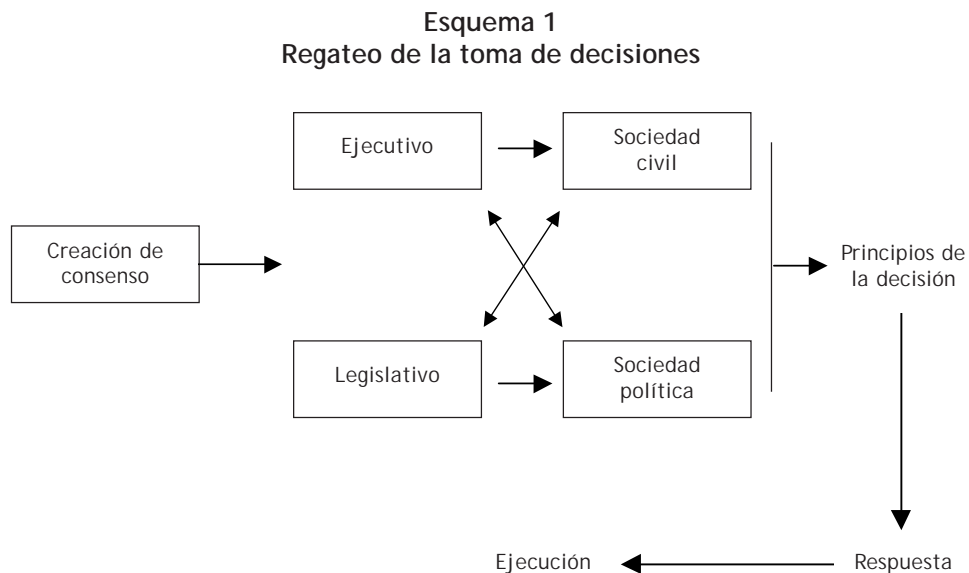 Esquema 1
Regateo de la toma de decisiones
Ejecutivo
Sociedad
civil
Creación de
consenso
Principios de
la decisión
Legislativo
Sociedad
política
Ejecución
Respuesta